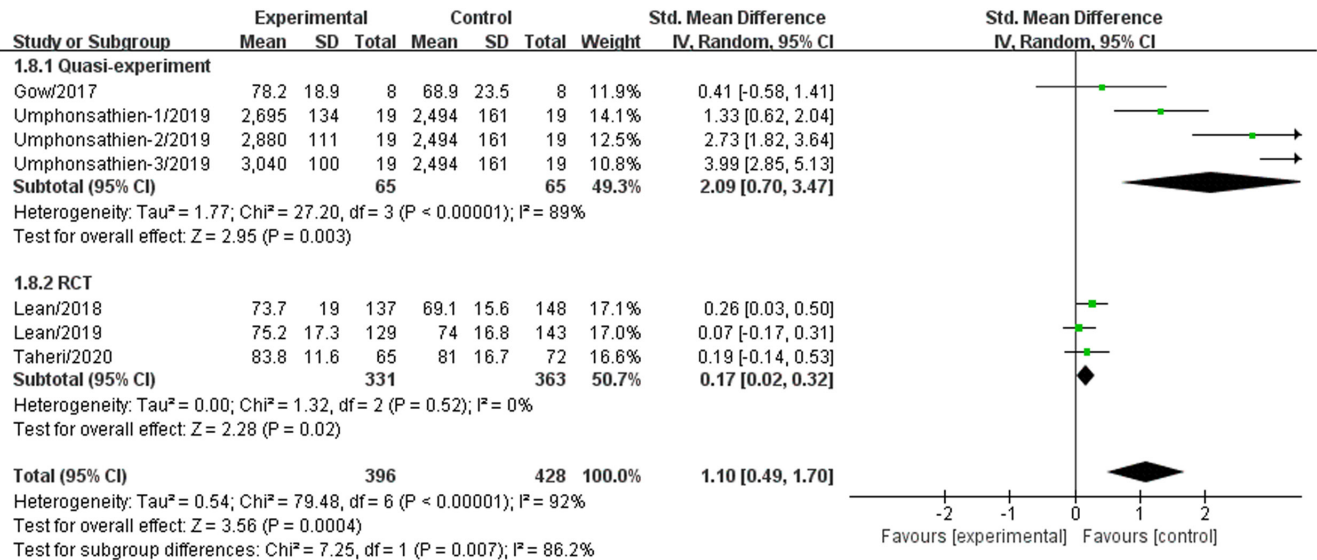 Experimental Control Std. Mean Difference Std. Mean Difference
Study or Subgroup Mean SD Total Mean SD Total Weight IV, Random, 95% CI IV, Random, 95% CI
1.8.1 Quasi-experiment
Gow/2017 78.2 18.9 8 68.9 23.5 8 11.9% 0.41 [-0.58, 1.41]
Umphonsathien-1/2019 2,695 134 19 2,494 161 19 14.1% 1.33 [0.62, 2.04]
Umphonsathien-2/2019 2,880 111 19 2,494 161 19 12.5% 2.73 [1.82, 3.64]
Umphonsathien-3/2019 3,040 100 19 2,494 161 19 10.8% 3.99 [2.85, 5.13]
Subtotal (95% CI) 65 65 49.3% 2.09 [0.70, 3.47]
Heterogeneity: Tau² = 1.77; Chi² = 27.20, df = 3 (P < 0.00001); I² = 89%
Test for overall effect: Z = 2.95 (P = 0.003)
1.8.2 RCT
Lean/2018 73.7 19 137 69.1 15.6 148 17.1% 0.26 [0.03, 0.50]
Lean/2019 75.2 17.3 129 74 16.8 143 17.0% 0.07 [-0.17, 0.31]
Taheri/2020 83.8 11.6 65 81 16.7 72 16.6% 0.19 [-0.14, 0.53]
Subtotal (95% CI) 331 363 50.7% 0.17 [0.02, 0.32]
Heterogeneity: Tau² = 0.00; Chi² = 1.32, df = 2 (P = 0.52); I² = 0%
Test for overall effect: Z = 2.28 (P = 0.02)
Total (95% CI) 396 428 100.0% 1.10 [0.49, 1.70]
Heterogeneity: Tau² = 0.54; Chi² = 79.48, df = 6 (P < 0.00001); I² = 92%
Test for overall effect: Z = 3.56 (P = 0.0004)
Test for subgroup differences: Chi² = 7.25, df = 1 (P = 0.007); I² = 86.2%
-2 -1 0 1 2
Favours [experimental] Favours [control]